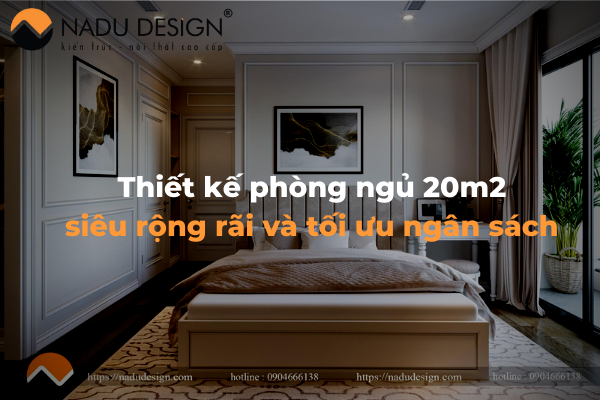 NADU DESIGN®
kiến trúc - nội thất cao cấp
Thiết kế phòng ngủ 20m2
siêu rộng rãi và tối ưu ngân sách
https://nadudesign.com hotline : 0904666138 https://nadudesign.com hotline : 0904666138